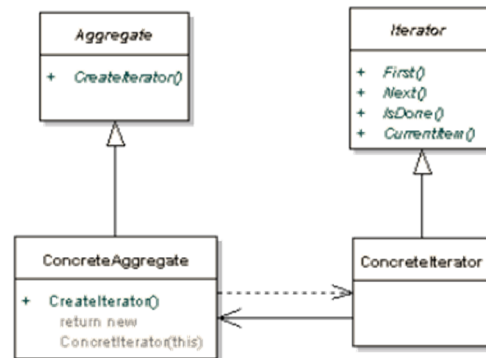 Aggregate
+ CreateIterator()
Iterator
+ First()
+ Next()
+ IsDone()
+ CurrentItem()
ConcreteAggregate
+ CreateIterator()
return new
ConcretIterator(this)
ConcreteIterator